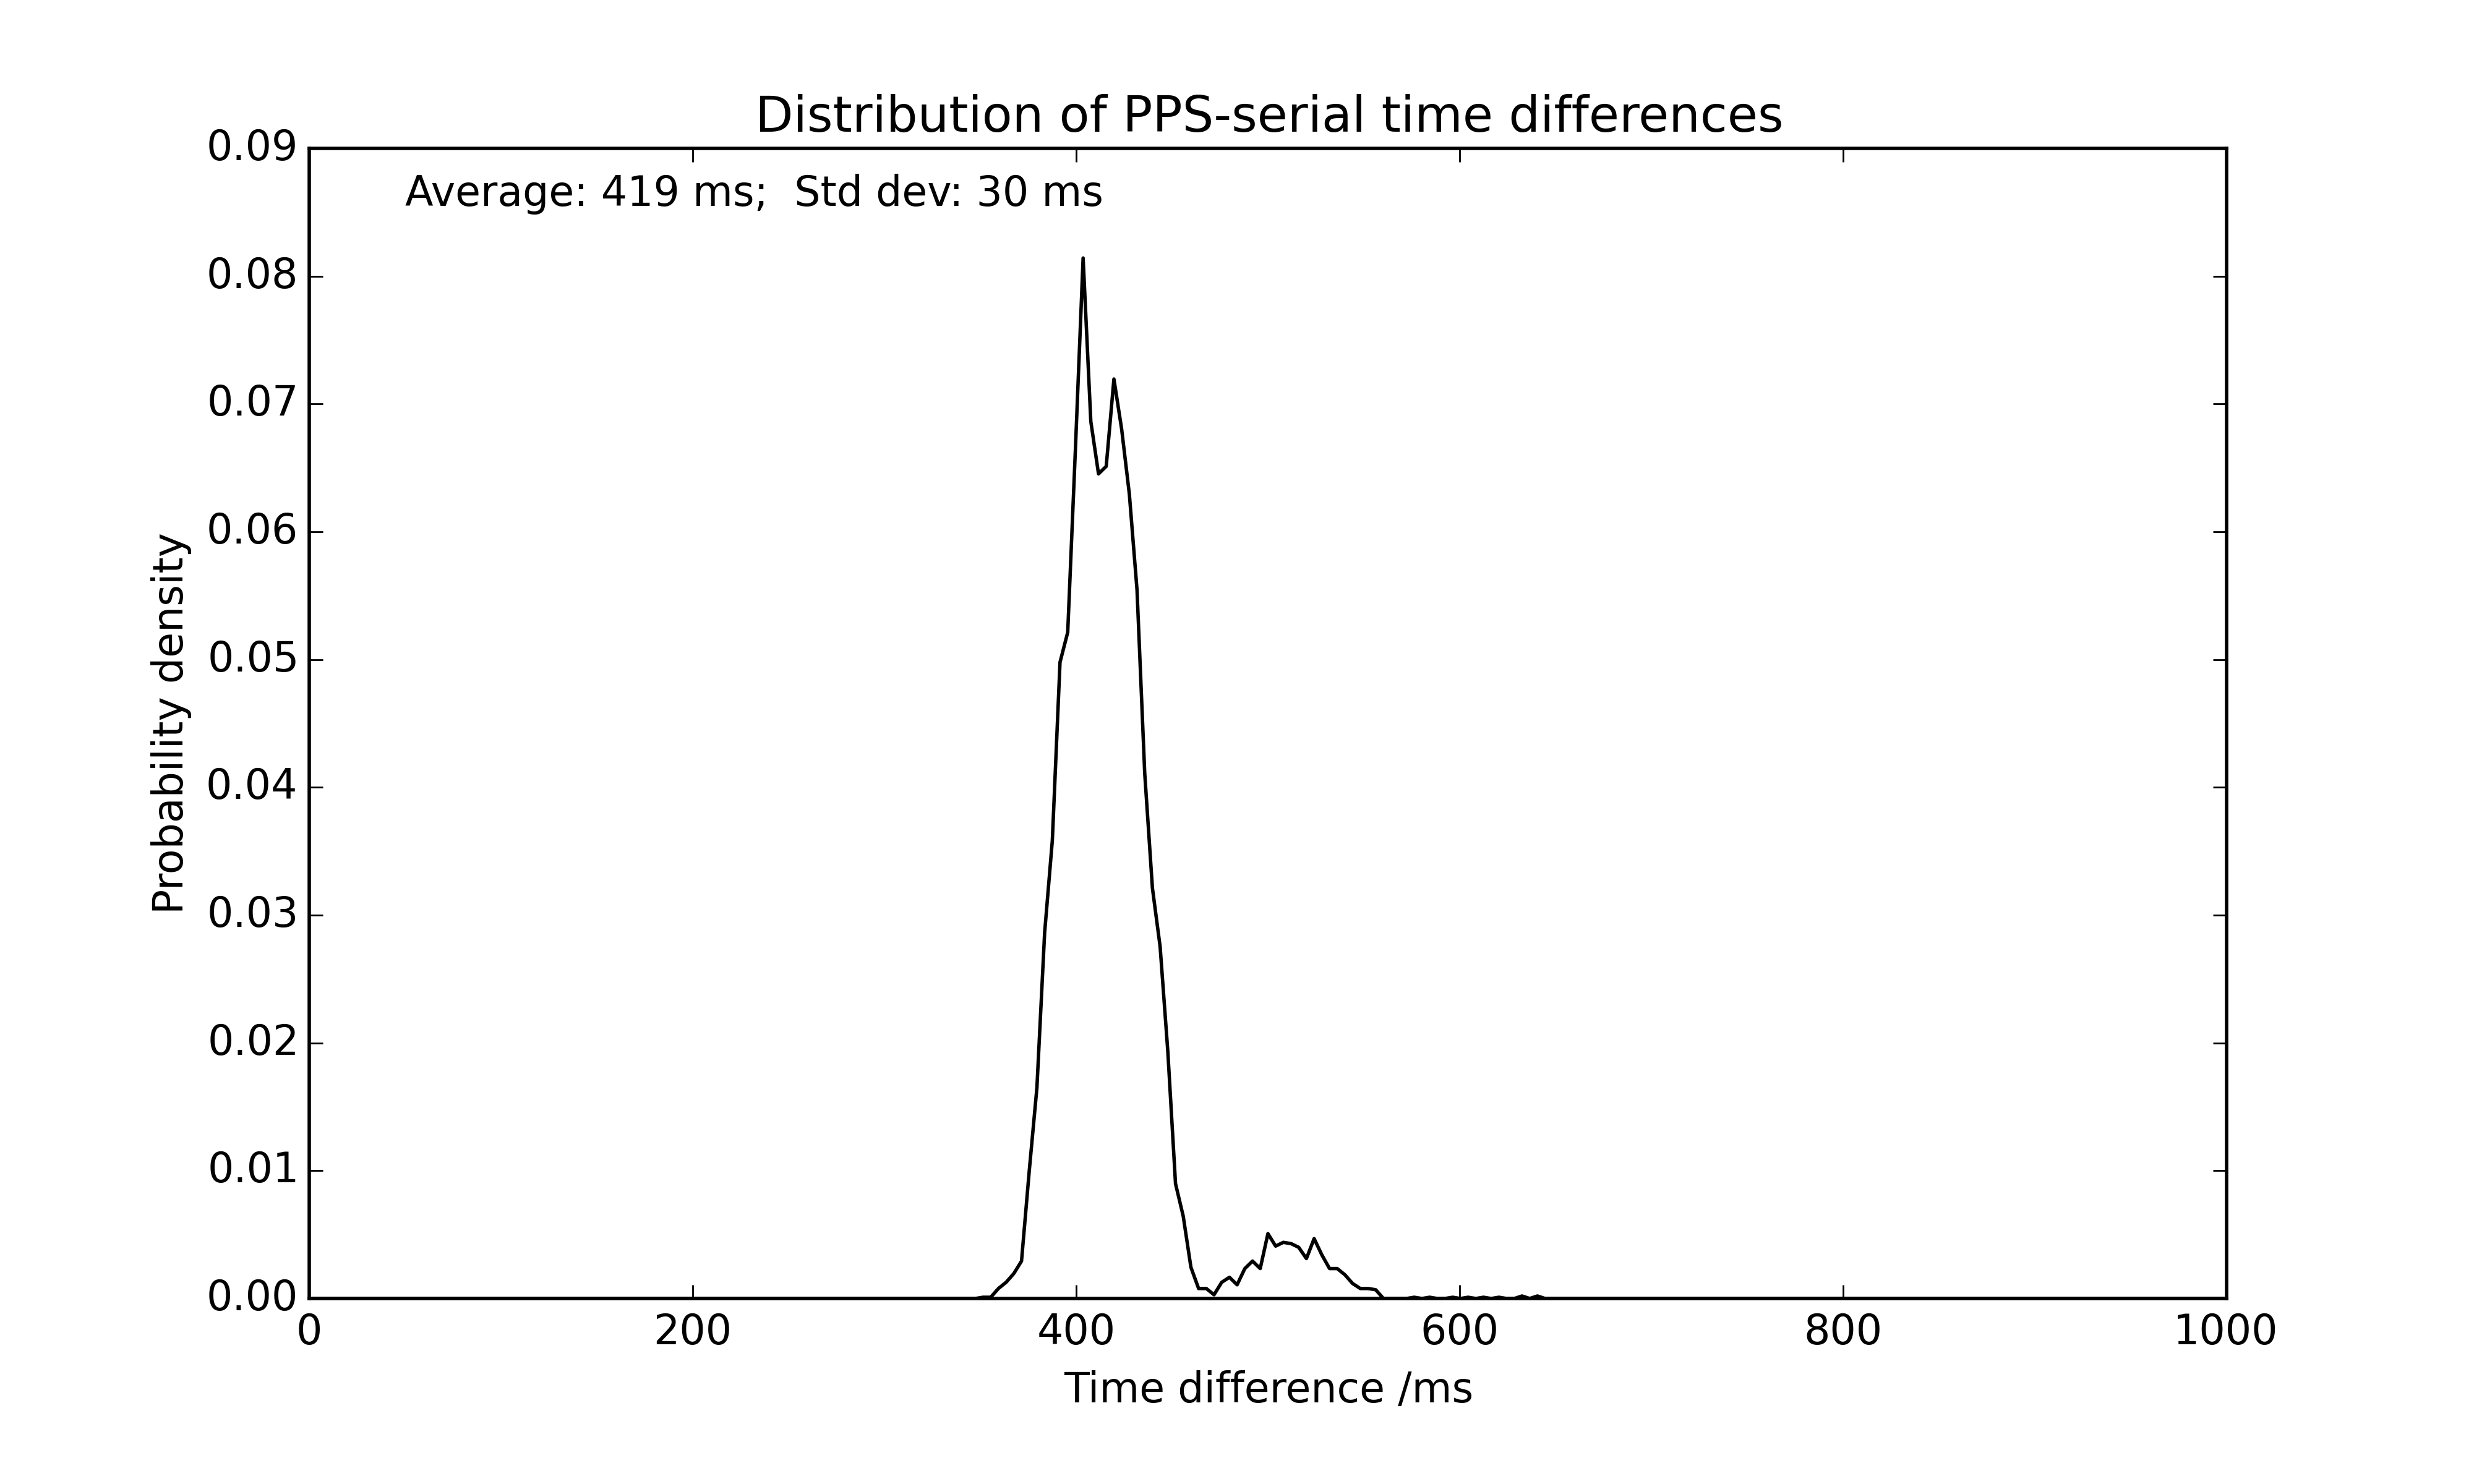 Distribution of PPS-serial time differences
Average: 419 ms;  Std dev: 30 ms
Probability density
0.09
0.08
0.07
0.06
0.05
0.04
0.03
0.02
0.01
0.00
0 200 400 600 800 1000
Time difference /ms